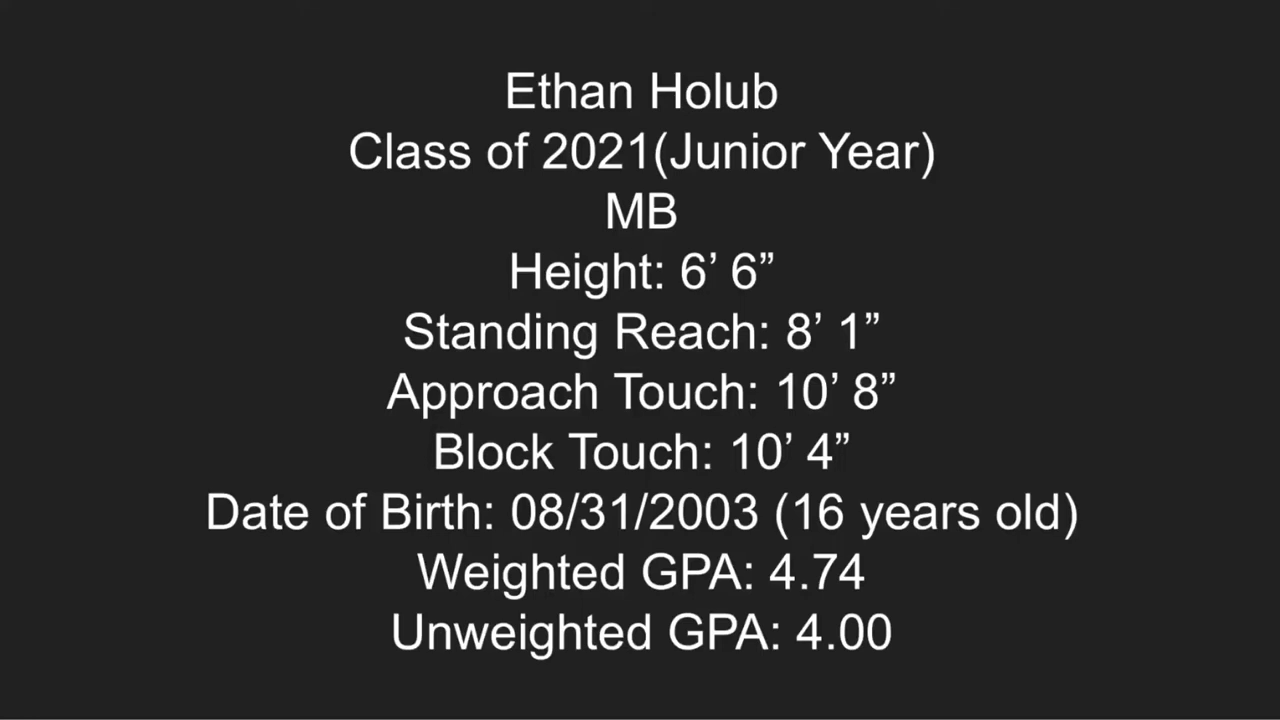 Ethan Holub
Class of 2021(Junior Year)
MB
Height: 6’ 6”
Standing Reach: 8’ 1”
Approach Touch: 10’ 8”
Block Touch: 10’ 4”
Date of Birth: 08/31/2003 (16 years old)
Weighted GPA: 4.74
Unweighted GPA: 4.00